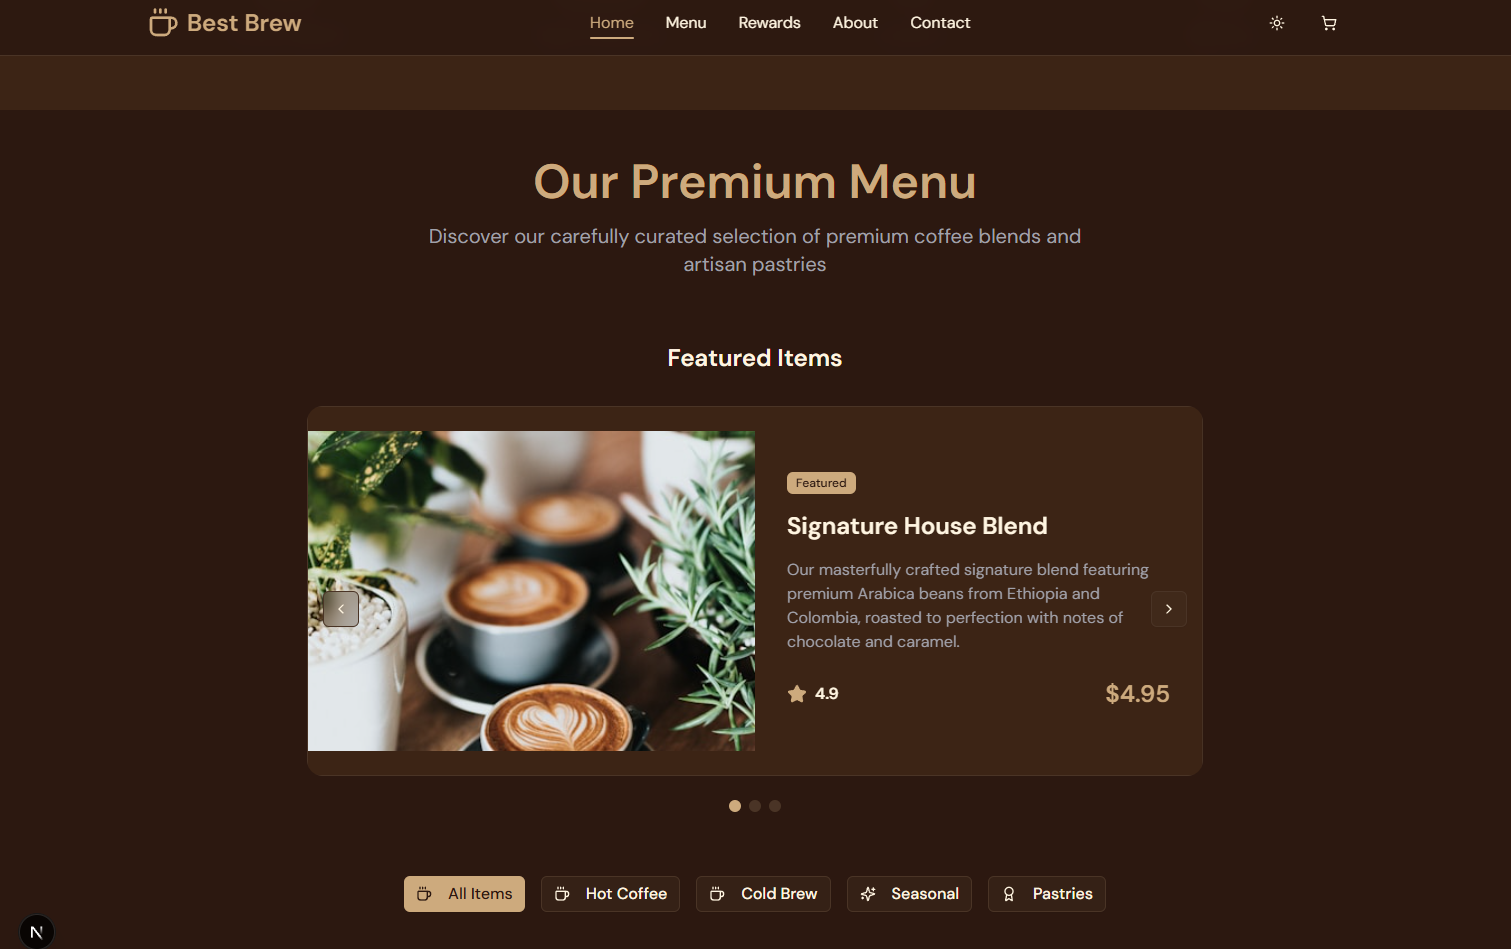 Best Brew
Home
Menu
Rewards
About
Contact
Our Premium Menu
Discover our carefully curated selection of premium coffee blends and
artisan pastries
Featured Items
Featured
Signature House Blend
Our masterfully crafted signature blend featuring
premium Arabica beans from Ethiopia and
Colombia, roasted to perfection with notes of
chocolate and caramel.
4.9
$4.95
All Items
Hot Coffee
Cold Brew
Seasonal
Pastries
N